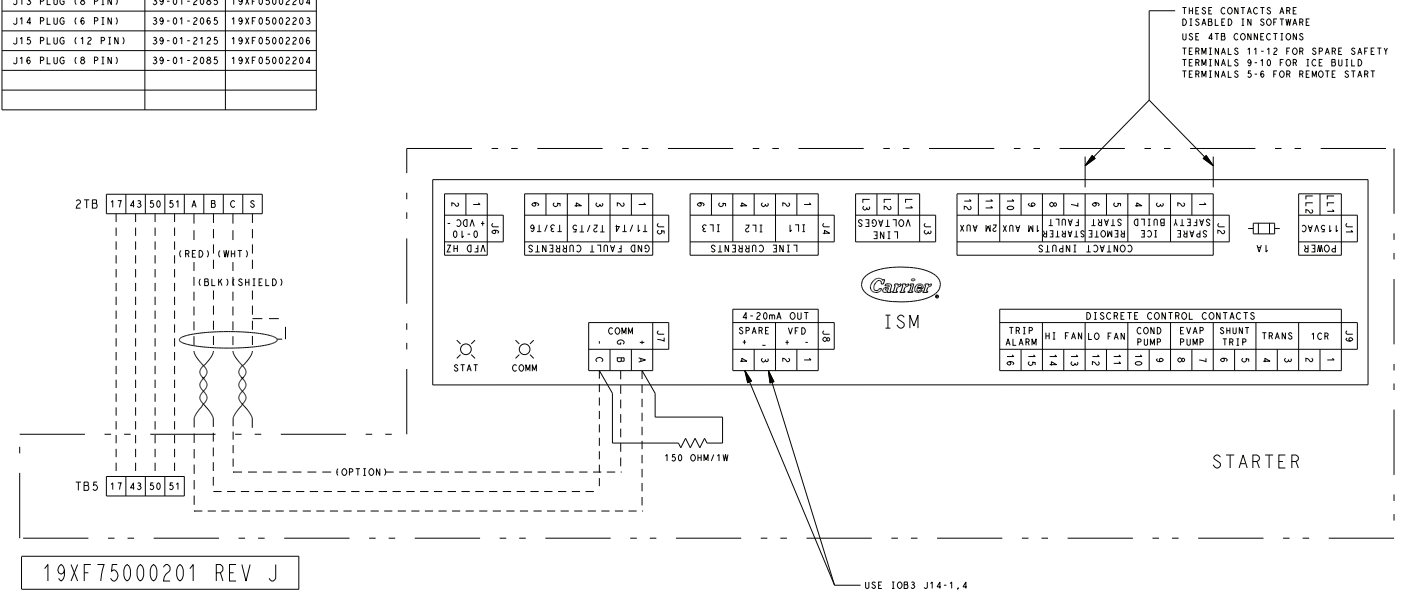 J13 PLUG (8 PIN) 39-01-2085 19XF05002204
J14 PLUG (6 PIN) 39-01-2065 19XF05002203
J15 PLUG (12 PIN) 39-01-2125 19XF05002206
J16 PLUG (8 PIN) 39-01-2085 19XF05002204
THESE CONTACTS ARE
DISABLED IN SOFTWARE
USE 4TB CONNECTIONS
TERMINALS 11-12 FOR SPARE SAFETY
TERMINALS 9-10 FOR ICE BUILD
TERMINALS 5-6 FOR REMOTE START
2TB 17 43 50 51 A B C S
(RED) (WHT)
(BLK) (SHIELD)
2 1
0-10
+ VDC -
VFD HZ
J6
6 5 4 3 2 1
T3/T6 T2/T5 T1/T4
GND FAULT CURRENTS
J5
6 5 4 3 2 1
IL3 IL2 IL1
LINE CURRENTS
J4
L3 L2 L1
LINE
VOLTAGES
J3
12 11 10 9 8 7 6 5 4 3 2 1
2M AUX 1M AUX STARTER FAULT REMOTE START ICE BUILD SPARE SAFETY
CONTACT INPUTS
J2
1A
LL2 LL1
115VAC
POWER
J1
Carrier
ISM
STAT
COMM
COMM
- G +
C B A
J7
4-20mA OUT
SPARE VFD
+ - + -
4 3 2 1
J8
DISCRETE CONTROL CONTACTS
TRIP ALARM HI FAN LO FAN COND PUMP EVAP PUMP SHUNT TRIP TRANS 1CR
16 15 14 13 12 11 10 9 8 7 6 5 4 3 2 1
J9
150 OHM/1W
(OPTION)
TB5 17 43 50 51
STARTER
19XF75000201 REV J
USE IOB3 J14-1,4